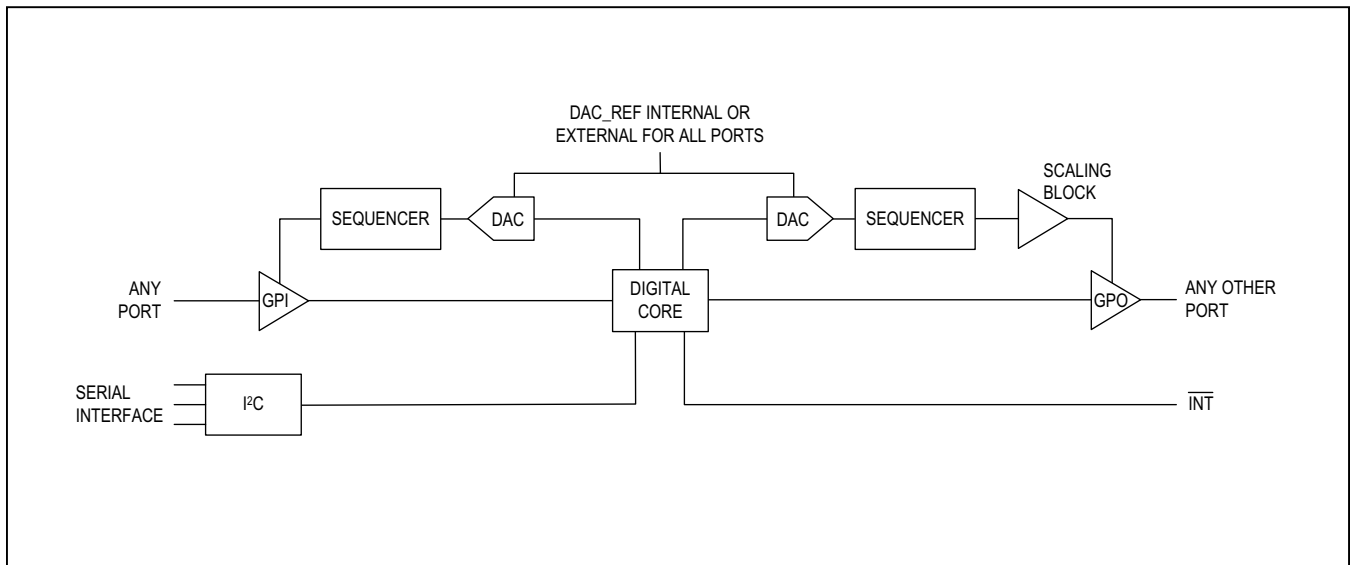 DAC_REF INTERNAL OR
EXTERNAL FOR ALL PORTS
SCALING
BLOCK
SEQUENCER
DAC
DAC
SEQUENCER
ANY
PORT
GPI
DIGITAL
CORE
GPO
ANY OTHER
PORT
SERIAL
INTERFACE
I²C
I̅N̅T̅